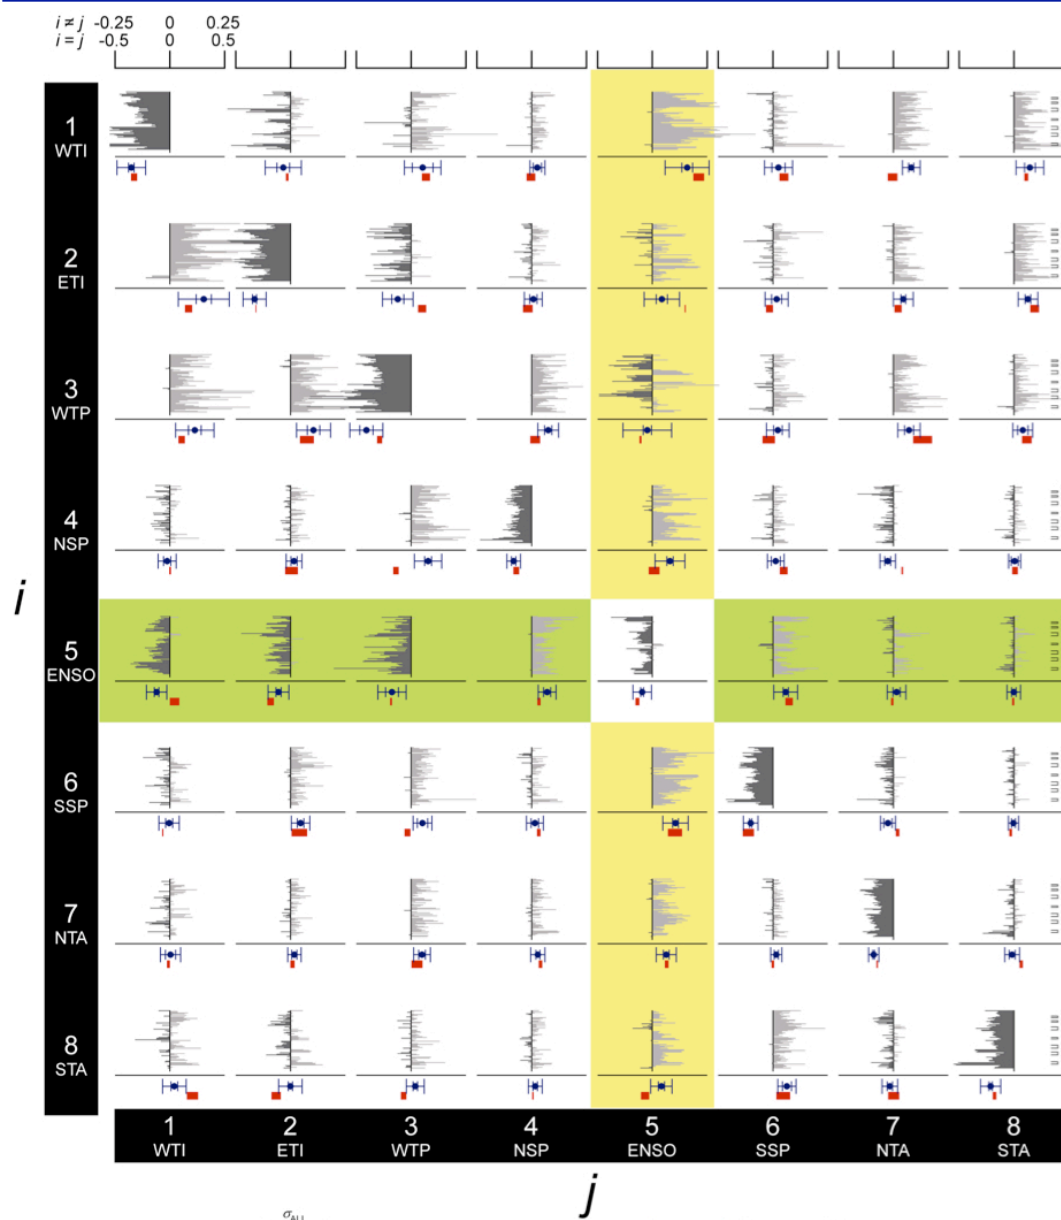 i ≠ j -0.25 0 0.25
i = j -0.5 0 0.5
1
WTI
2
ETI
3
WTP
4
NSP
i
5
ENSO
6
SSP
7
NTA
8
STA
1 2 3 4 5 6 7 8
WTI ETI WTP NSP ENSO SSP NTA STA
j
σALL